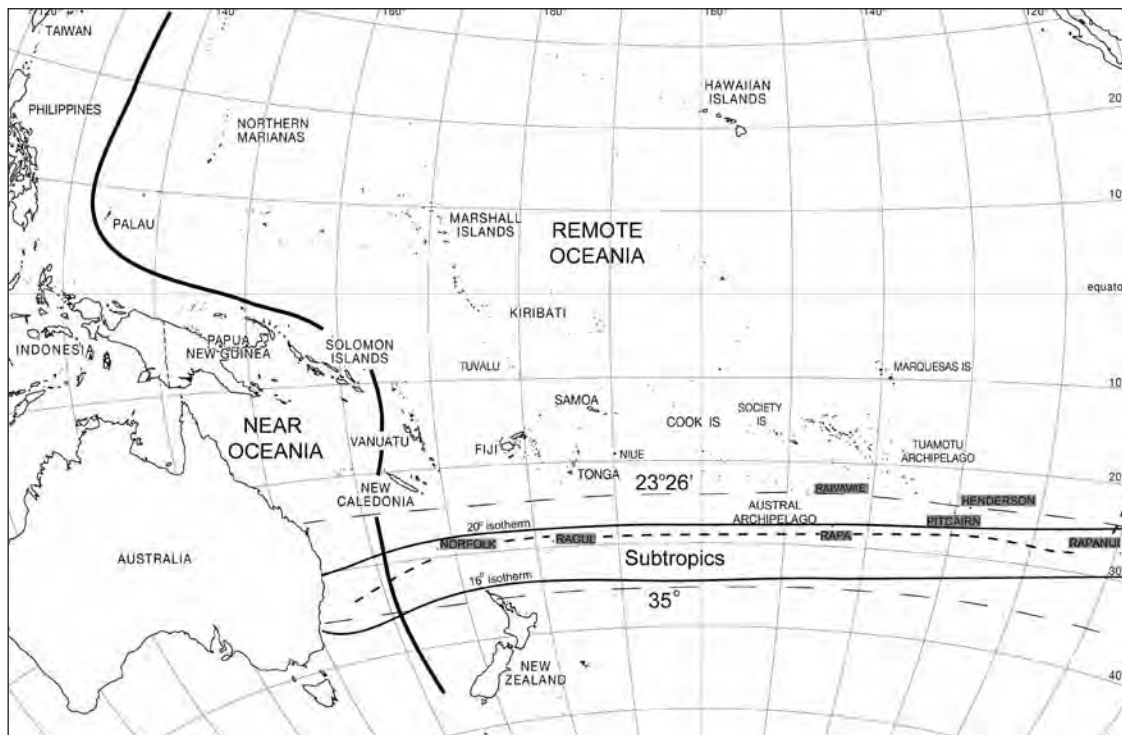 120°
140°
160°
180°
160°
140°
120°
TAIWAN
HAWAIIAN
ISLANDS
20°
PHILIPPINES
NORTHERN
MARIANAS
10°
PALAU
MARSHALL
ISLANDS
REMOTE
OCEANIA
equator
KIRIBATI
INDONESIA
PAPUA
NEW GUINEA
SOLOMON
ISLANDS
TUVALU
MARQUESAS IS
10°
SAMOA
SOCIETY
IS
COOK IS
NEAR
OCEANIA
VANUATU
FIJI
NIUE
TUAMOTU
ARCHIPELAGO
TONGA
20°
NEW
CALEDONIA
23°26'
RAIVAVAE
HENDERSON
AUSTRAL
ARCHIPELAGO
PITCAIRN
20° isotherm
NORFOLK
RAOUL
RAPA
RAPANUI
AUSTRALIA
Subtropics
30°
16° isotherm
35°
NEW
ZEALAND
40°